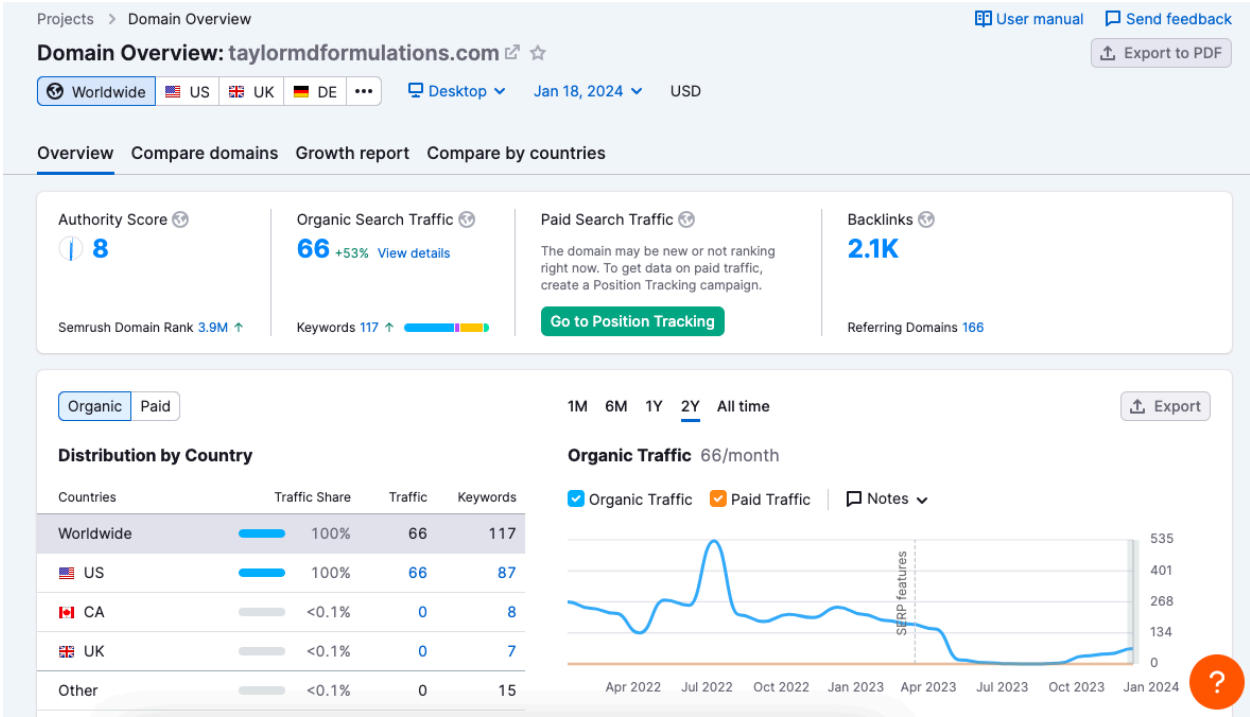 Projects > Domain Overview
User manual
Send feedback
Domain Overview: taylormdformulations.com
Export to PDF
Worldwide US UK DE •••
Desktop Jan 18, 2024 USD
Overview Compare domains Growth report Compare by countries
Authority Score
8
Semrush Domain Rank 3.9M ↑
Organic Search Traffic
66 +53% View details
Keywords 117 ↑
Paid Search Traffic
The domain may be new or not ranking
right now. To get data on paid traffic,
create a Position Tracking campaign.
Go to Position Tracking
Backlinks
2.1K
Referring Domains 166
Organic Paid
Distribution by Country
Countries Traffic Share Traffic Keywords
Worldwide 100% 66 117
US 100% 66 87
CA <0.1% 0 8
UK <0.1% 0 7
Other <0.1% 0 15
1M 6M 1Y 2Y All time
Export
Organic Traffic 66/month
Organic Traffic Paid Traffic Notes
535
401
268
134
0
SERP features
Apr 2022 Jul 2022 Oct 2022 Jan 2023 Apr 2023 Jul 2023 Oct 2023 Jan 2024
?